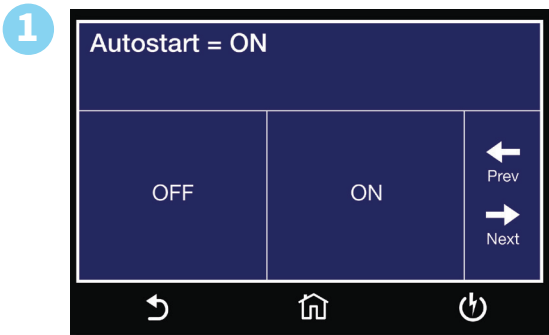 1
Autostart = ON
OFF
ON
Prev
Next